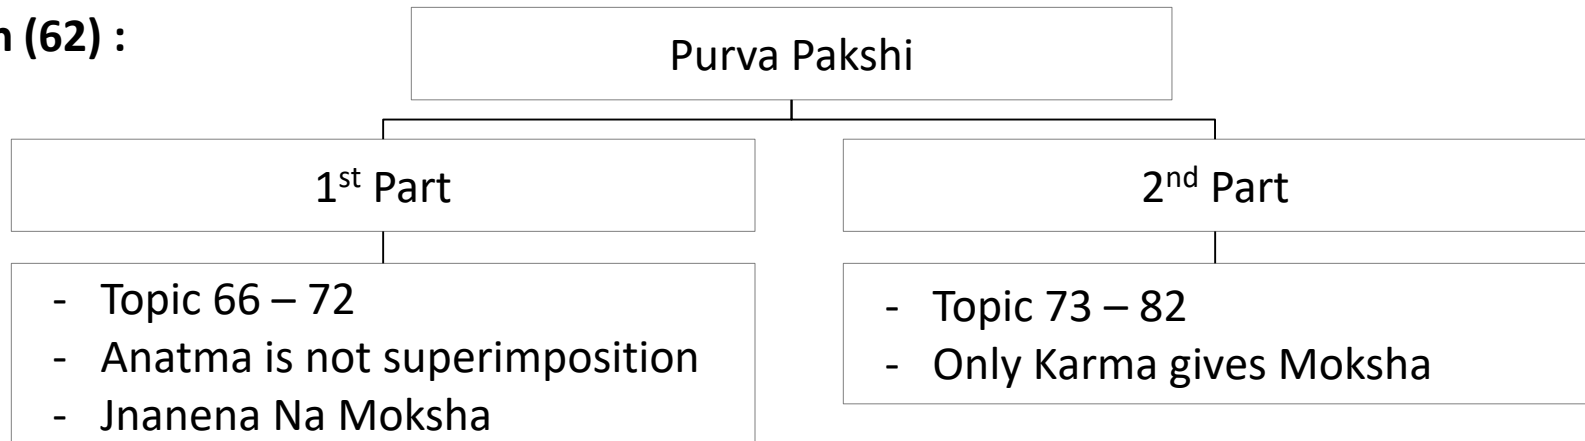 n (62) :
Purva Pakshi
1st Part
2nd Part
- Topic 66 – 72
- Anatma is not superimposition
- Jnanena Na Moksha
- Topic 73 – 82
- Only Karma gives Moksha